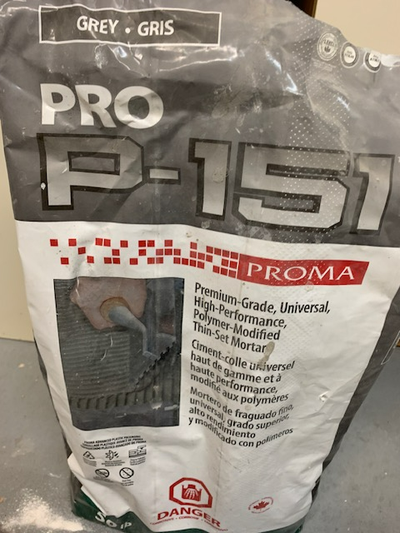 GREY • GRIS
PRO
P-151
PROMA
Premium-Grade, Universal,
High-Performance,
Polymer-Modified
Thin-Set Mortar
Ciment-colle universel
haut de gamme et à
haute performance,
modifié aux polymères
Mortero de fraguado fino,
universal, grado superior,
alto rendimiento
y modificado con polímeros
DANGER